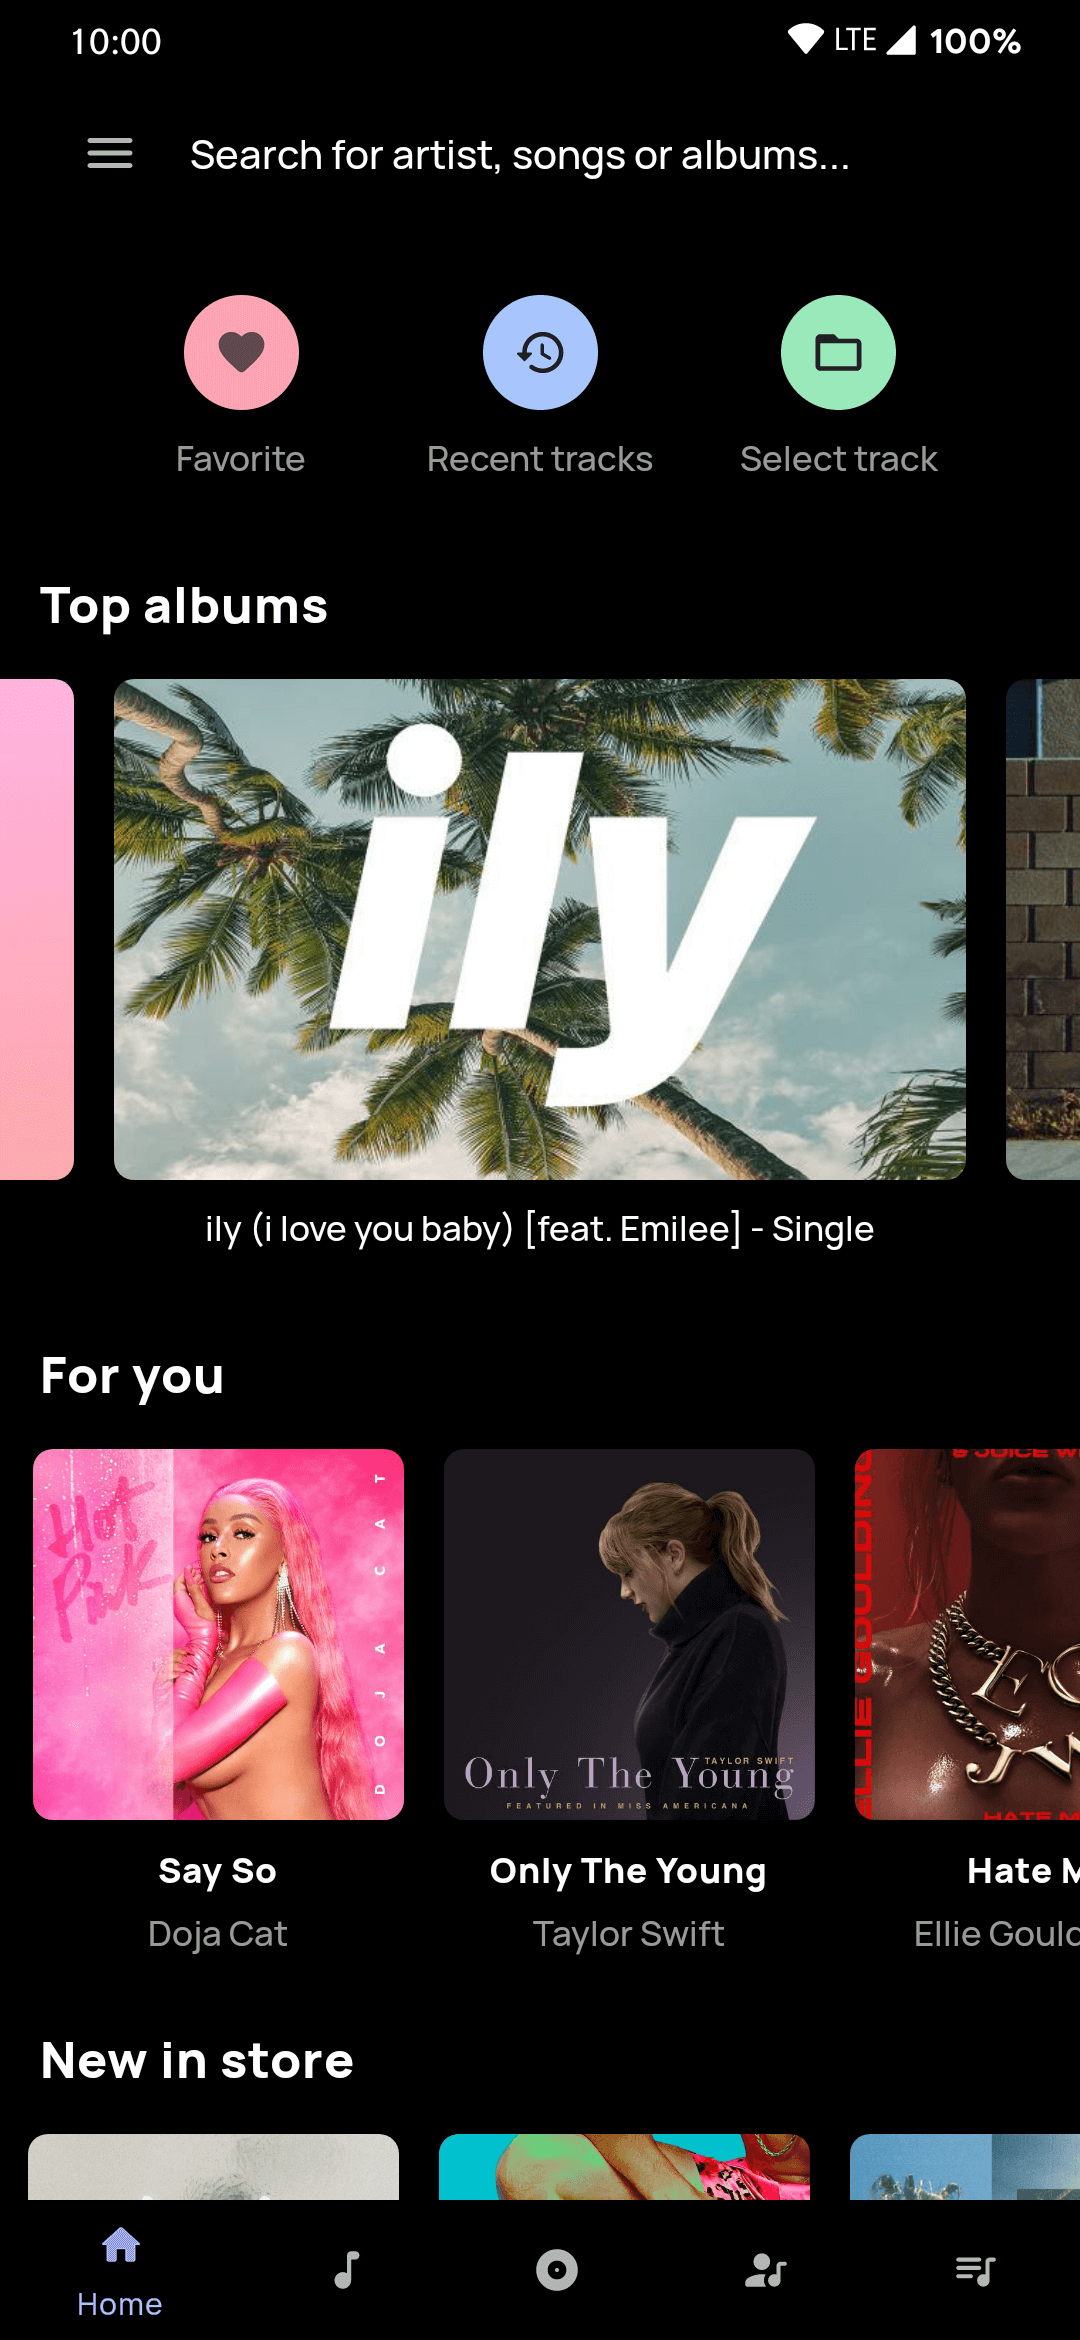 10:00 LTE 100%
Search for artist, songs or albums...
Favorite Recent tracks Select track
Top albums
ily
ily (i love you baby) [feat. Emilee] - Single
For you
Hot
Pink
DOJA CAT
TAYLOR SWIFT
Only The Young
FEATURED IN MISS AMERICANA
& JUICE W
ELLIE GOULDING
EG
JW
HATE M
Say So Only The Young Hate M
Doja Cat Taylor Swift Ellie Gould
New in store
Home